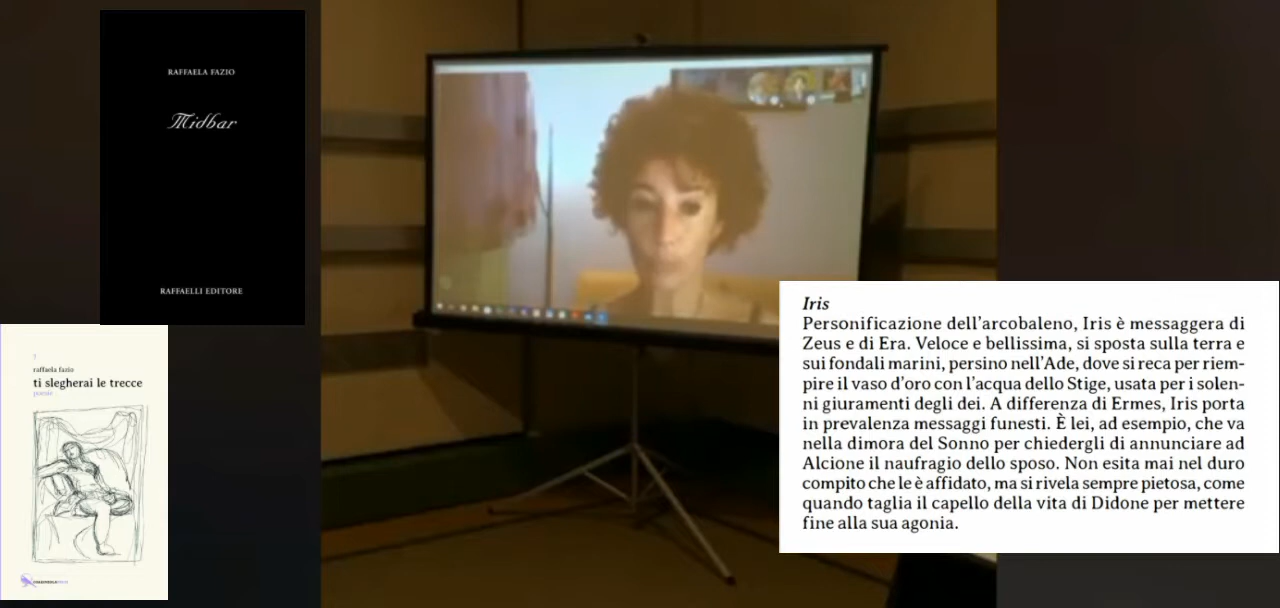 RAFFAELA FAZIO
Midbar
RAFFAELLI EDITORE
7
raffaela fazio
ti slegherai le trecce
poesie
Iris
Personificazione dell'arcobaleno, Iris è messaggera di
Zeus e di Era. Veloce e bellissima, si sposta sulla terra e
sui fondali marini, persino nell'Ade, dove si reca per riem-
pire il vaso d'oro con l'acqua dello Stige, usata per i solen-
ni giuramenti degli dei. A differenza di Ermes, Iris porta
in prevalenza messaggi funesti. È lei, ad esempio, che va
nella dimora del Sonno per chiedergli di annunciare ad
Alcione il naufragio dello sposo. Non esita mai nel duro
compito che le è affidato, ma si rivela sempre pietosa, come
quando taglia il capello della vita di Didone per mettere
fine alla sua agonia.